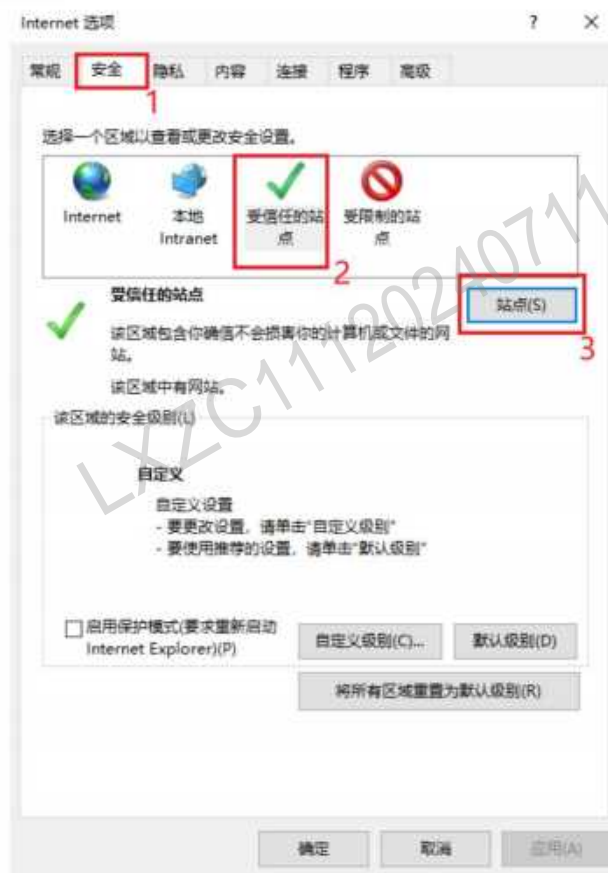 Internet 选项
?
常规
安全
隐私
内容
连接
程序
高级
1
选择一个区域以查看或更改安全设置。
Internet
本地
Intranet
受信任的站
点
受限制的站
点
2
受信任的站点
站点(S)
该区域包含你确信不会损害你的计算机或文件的网
站。
3
该区域中有网站。
该区域的安全级别(L)
自定义
自定义设置
- 要更改设置，请单击"自定义级别"
- 要使用推荐的设置，请单击"默认级别"
启用保护模式(要求重新启动
Internet Explorer)(P)
自定义级别(C)...
默认级别(D)
将所有区域重置为默认级别(R)
确定
取消
应用(A)
LXZC11120240711